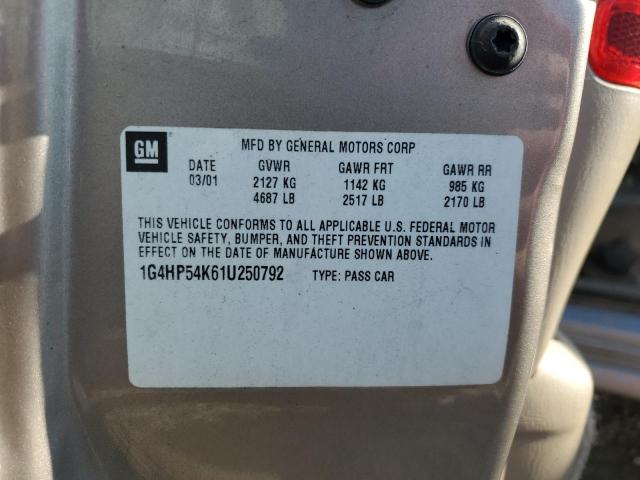 GM
MFD BY GENERAL MOTORS CORP
DATE GVWR GAWR FRT GAWR RR
03/01 2127 KG 1142 KG 985 KG
4687 LB 2517 LB 2170 LB
THIS VEHICLE CONFORMS TO ALL APPLICABLE U.S. FEDERAL MOTOR
VEHICLE SAFETY, BUMPER, AND THEFT PREVENTION STANDARDS IN
EFFECT ON THE DATE OF MANUFACTURE SHOWN ABOVE.
1G4HP54K61U250792 TYPE: PASS CAR